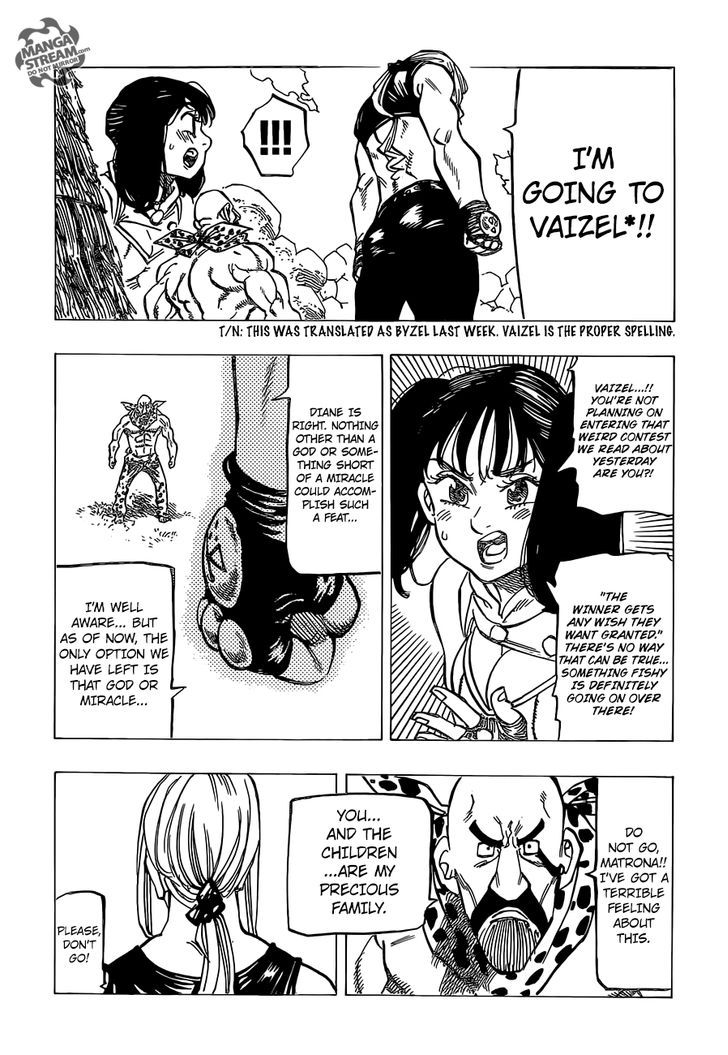 MANGA
STREAM.com
DO NOT MIRROR
I'M
GOING TO
VAIZEL*!!
!!!
T/N: THIS WAS TRANSLATED AS BYZEL LAST WEEK. VAIZEL IS THE PROPER SPELLING.
VAIZEL...!!
YOU'RE NOT
PLANNING ON
ENTERING THAT
WEIRD CONTEST
WE READ ABOUT
YESTERDAY
ARE YOU?!
"THE
WINNER GETS
ANY WISH THEY
WANT GRANTED."
THERE'S NO WAY
THAT CAN BE TRUE...
SOMETHING FISHY
IS DEFINITELY
GOING ON OVER
THERE!
DIANE IS
RIGHT. NOTHING
OTHER THAN A
GOD OR SOME-
THING SHORT
OF A MIRACLE
COULD ACCOM-
PLISH SUCH
A FEAT...
I'M WELL
AWARE... BUT
AS OF NOW, THE
ONLY OPTION WE
HAVE LEFT IS
THAT GOD OR
MIRACLE...
DO
NOT GO,
MATRONA!!
I'VE GOT A
TERRIBLE
FEELING
ABOUT
THIS.
YOU...
AND THE
CHILDREN
...ARE MY
PRECIOUS
FAMILY.
PLEASE,
DON'T
GO!